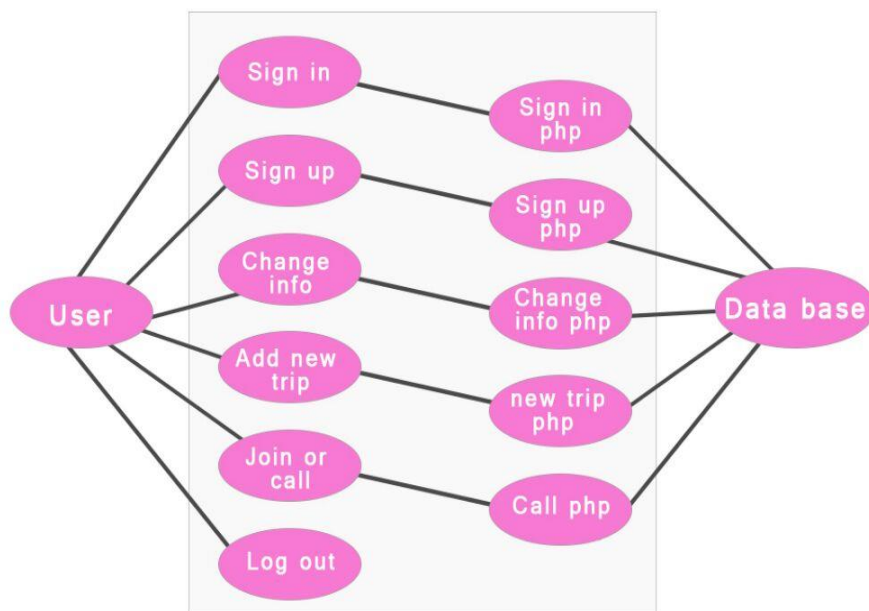 Sign in
Sign in
php
Sign up
Sign up
php
Change
info
Change
info php
User
Data base
Add new
trip
new trip
php
Join or
call
Call php
Log out